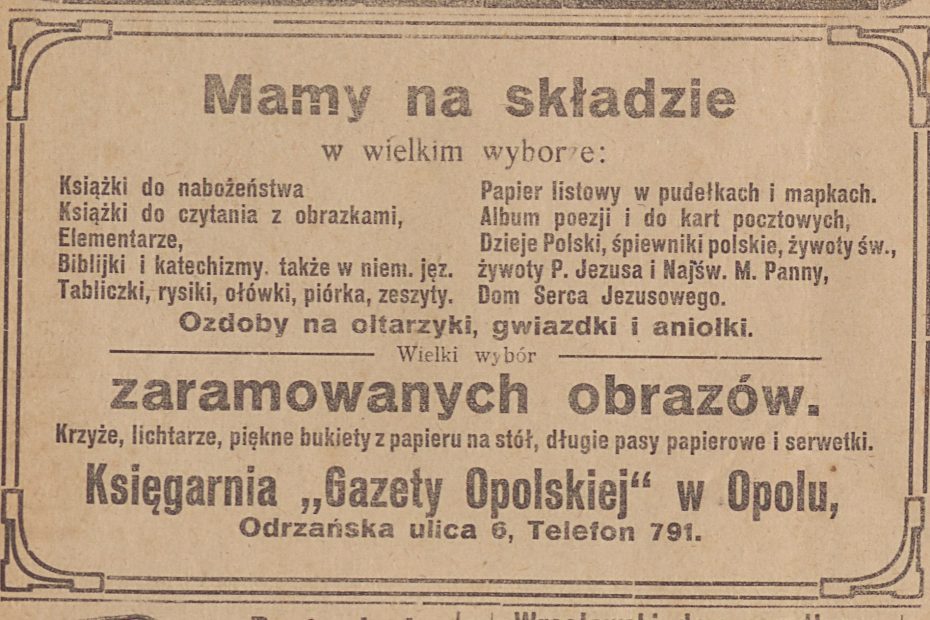 Mamy na składzie
w wielkim wyborze:
Książki do nabożeństwa
Książki do czytania z obrazkami,
Elementarze,
Biblijki i katechizmy. także w niem. jęz.
Tabliczki, rysiki, ołówki, piórka, zeszyty.
Papier listowy w pudełkach i mapkach.
Album poezji i do kart pocztowych,
Dzieje Polski, śpiewniki polskie, żywoty św.,
żywoty P. Jezusa i Najśw. M. Panny,
Dom Serca Jezusowego.
Ozdoby na ołtarzyki, gwiazdki i aniołki.
Wielki wybór
zaramowanych obrazów.
Krzyże, lichtarze, piękne bukiety z papieru na stół, długie pasy papierowe i serwetki.
Księgarnia „Gazety Opolskiej“ w Opolu,
Odrzańska ulica 6, Telefon 791.